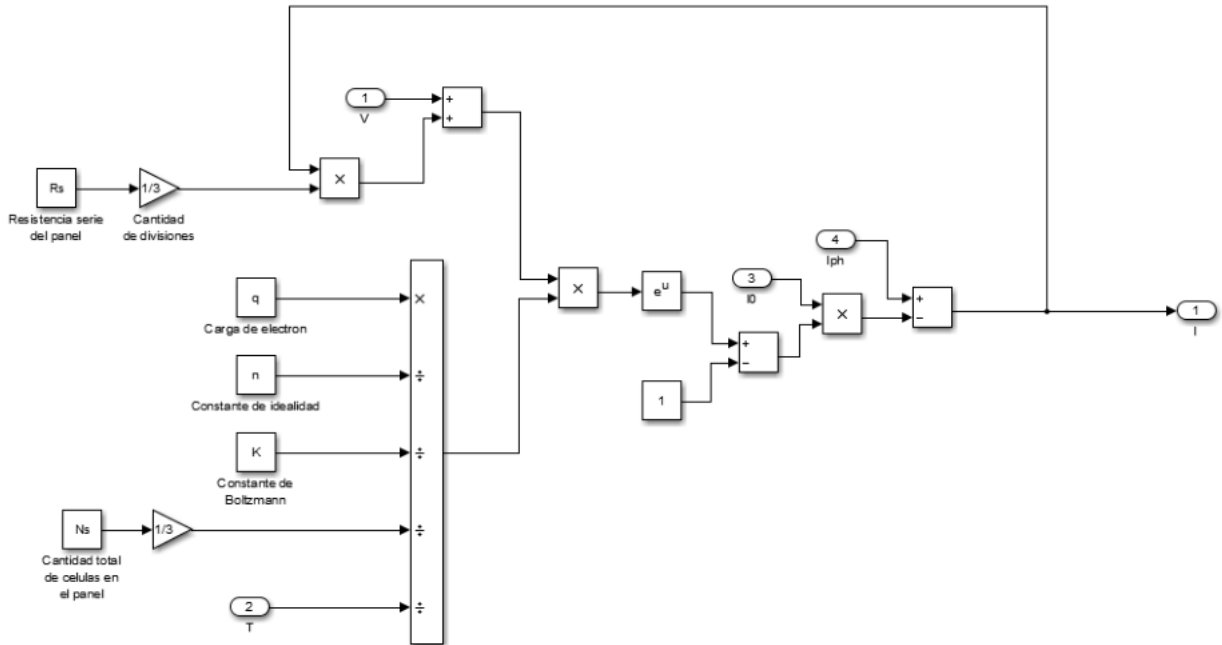 1
V
+
+
×
Rs
Resistencia serie
del panel
1/3
Cantidad
de divisiones
q
Carga de electron
×
n
Constante de idealidad
÷
K
Constante de
Boltzmann
÷
Ns
Cantidad total
de celulas en
el panel
1/3
÷
2
T
÷
×
e^u
+
−
1
3
I0
×
4
Iph
+
−
1
I